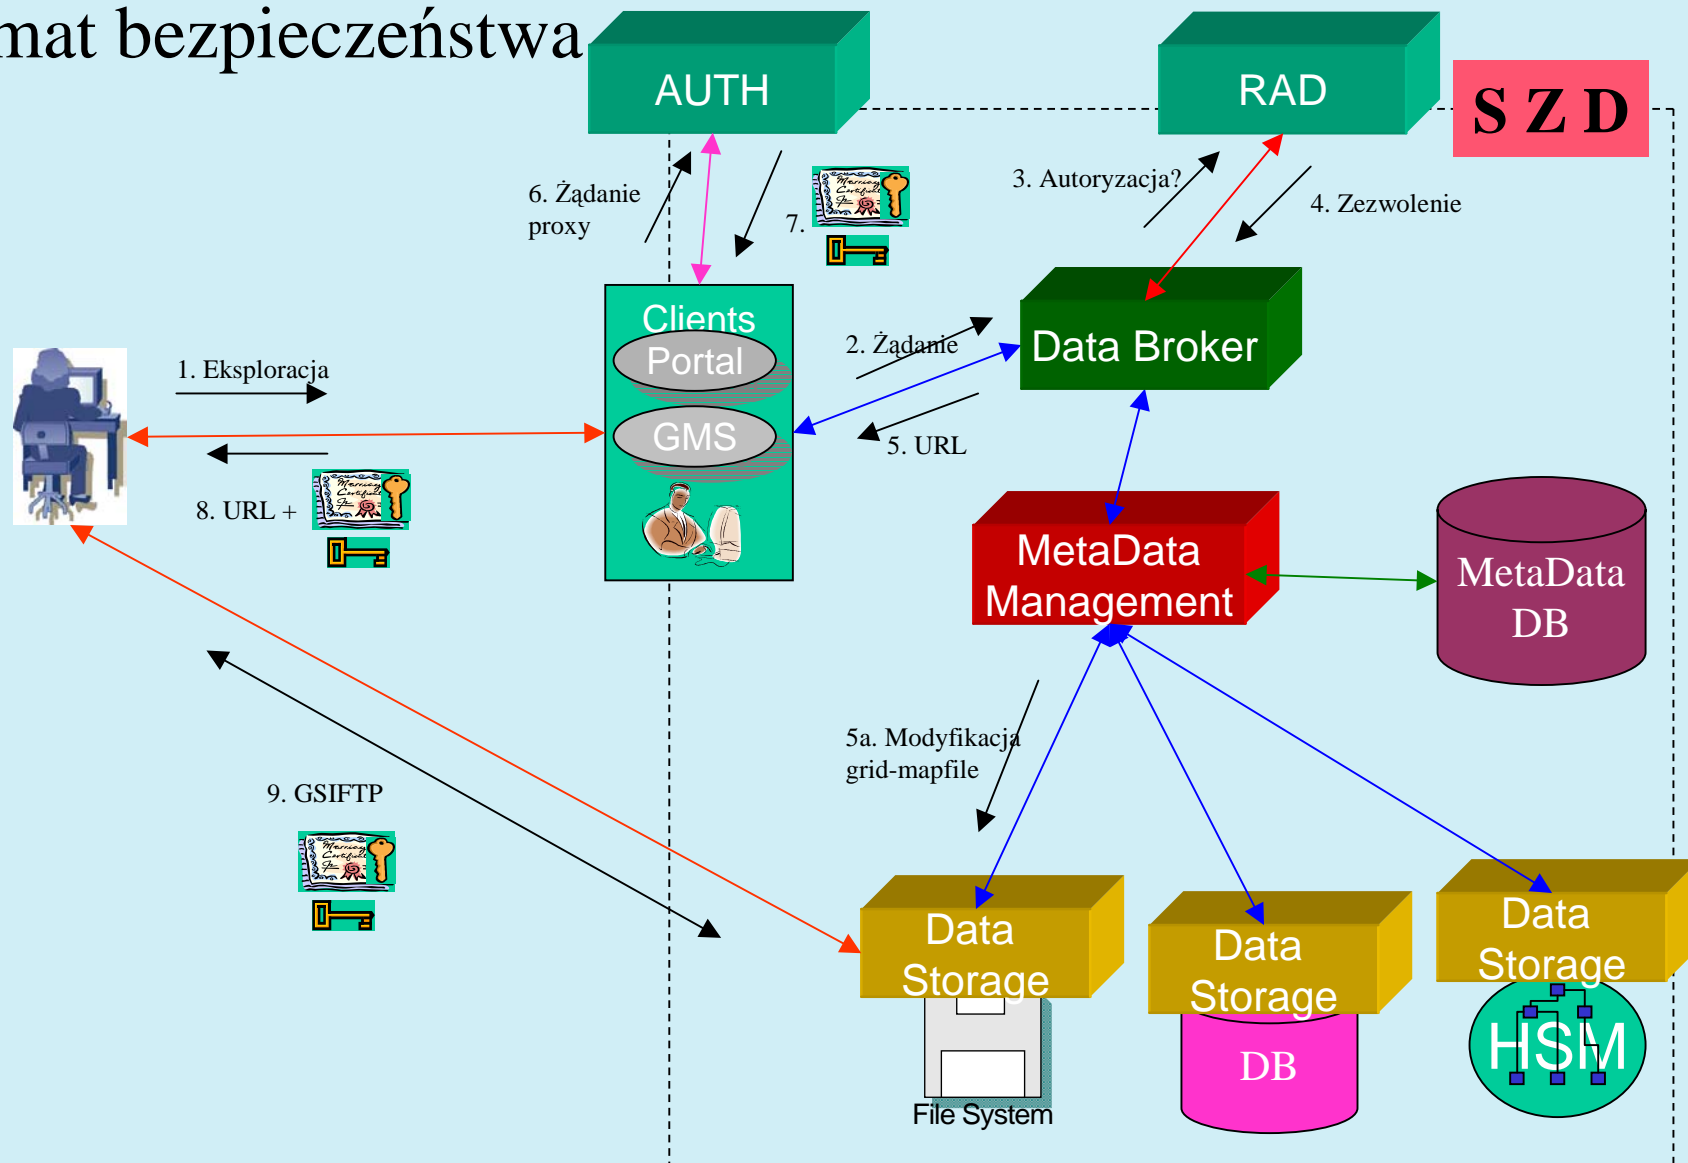 mat bezpieczeństwa
AUTH
RAD
S Z D
6. Żądanie
proxy
7.
3. Autoryzacja?
4. Zezwolenie
Clients
Portal
GMS
2. Żądanie
Data Broker
1. Eksploracja
5. URL
8. URL +
MetaData
Management
MetaData
DB
5a. Modyfikacja
grid-mapfile
9. GSIFTP
Data
Storage
File System
Data
Storage
DB
Data
Storage
HSM